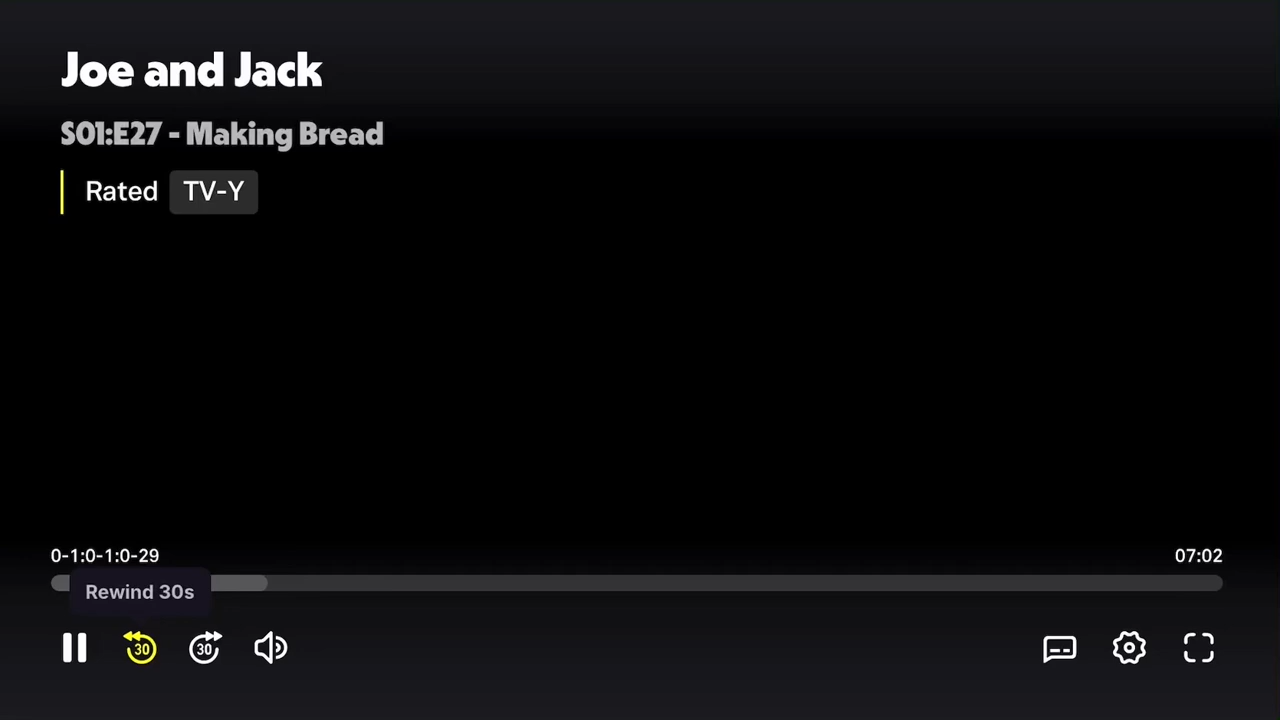 Joe and Jack
S01:E27 - Making Bread
Rated TV-Y
0-1:0-1:0-29
07:02
Rewind 30s
30
30